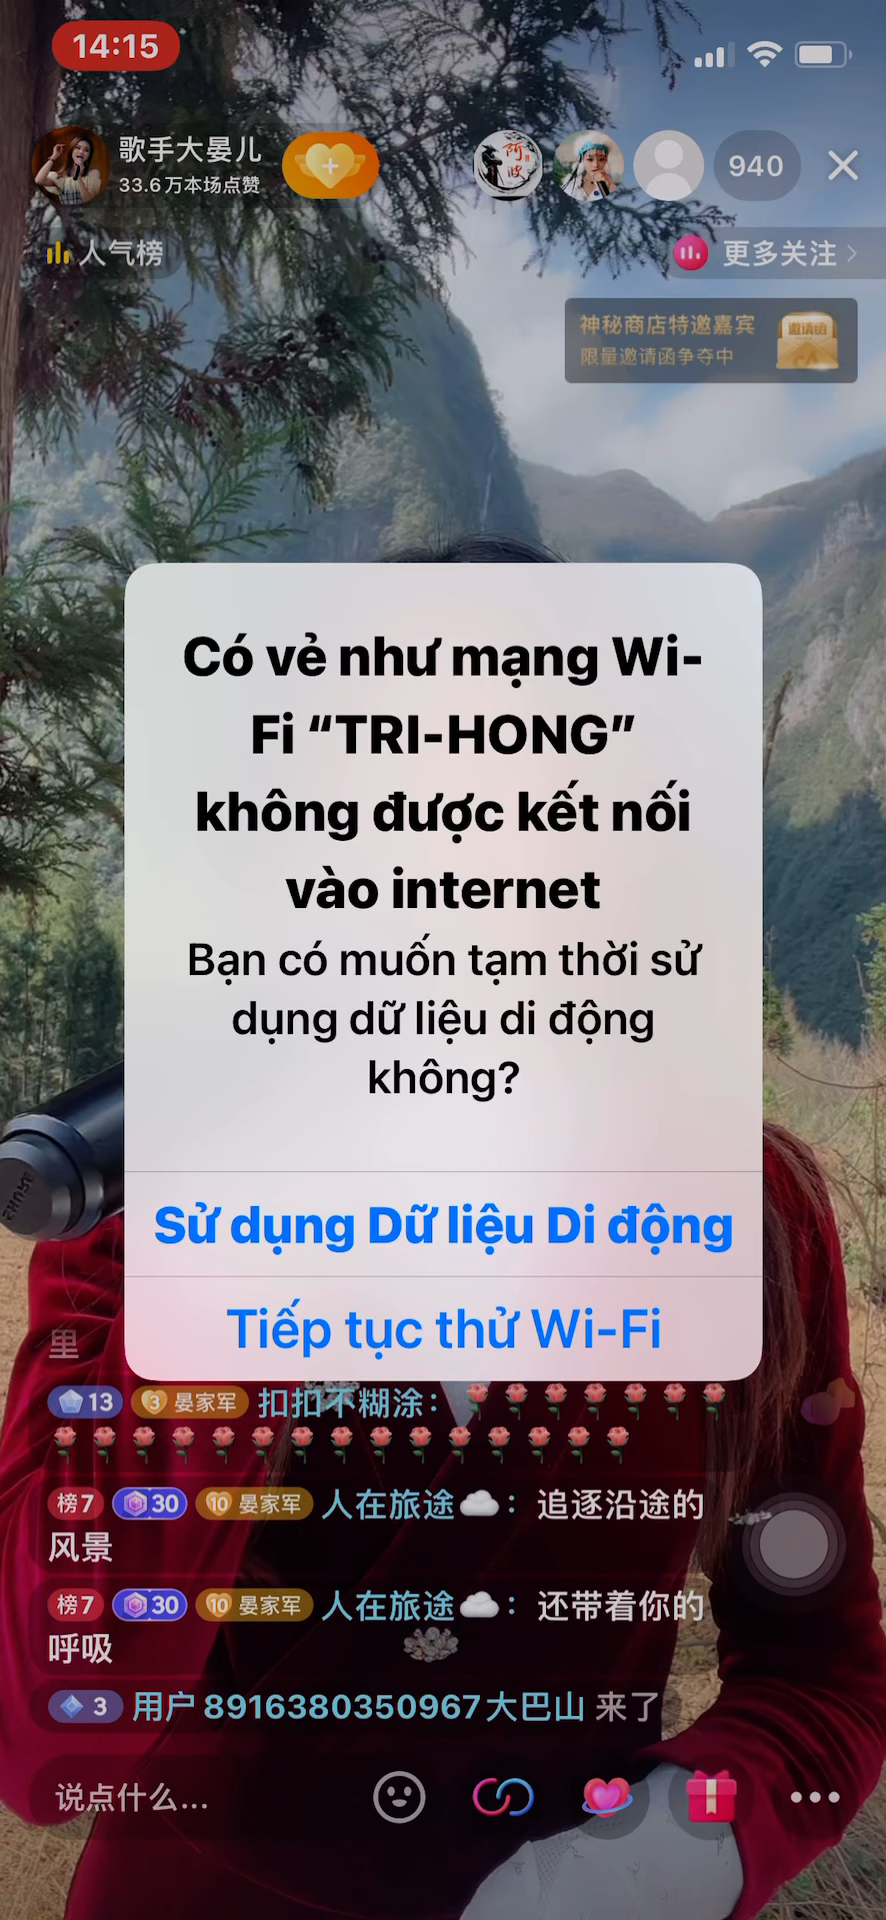 14:15
歌手大晏儿
33.6万本场点赞
阿波
940
人气榜
更多关注
神秘商店特邀嘉宾
限量邀请函争夺中
邀请函
Có vẻ như mạng Wi-
Fi “TRI-HONG”
không được kết nối
vào internet
Bạn có muốn tạm thời sử
dụng dữ liệu di động
không?
Sử dụng Dữ liệu Di động
Tiếp tục thử Wi-Fi
SHURE
里
13 3 晏家军 扣扣不糊涂：🌹🌹🌹🌹🌹🌹🌹
🌹🌹🌹🌹🌹🌹🌹🌹🌹🌹🌹🌹🌹🌹🌹
榜7 30 10 晏家军 人在旅途☁️：追逐沿途的
风景
榜7 30 10 晏家军 人在旅途☁️：还带着你的
呼吸
3 用户8916380350967大巴山 来了
说点什么...